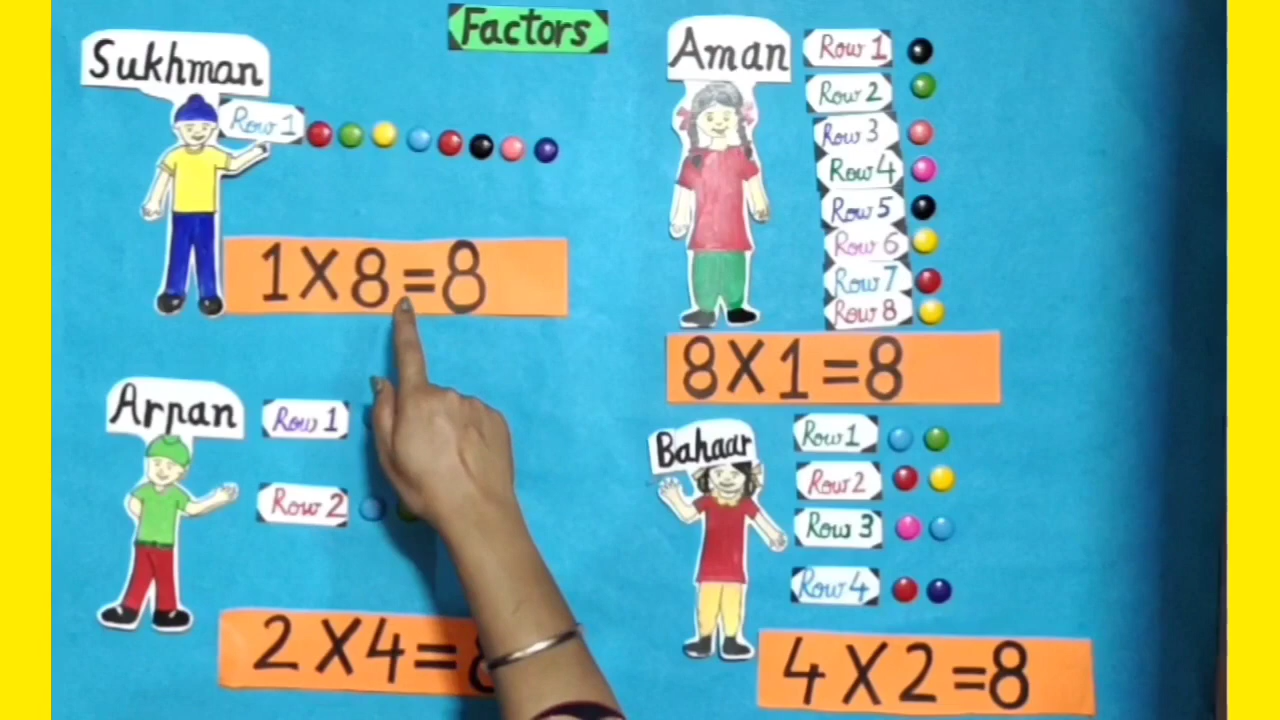 Factors
Sukhman
Row 1
1X8=8
Aman
Row 1
Row 2
Row 3
Row 4
Row 5
Row 6
Row 7
Row 8
8X1=8
Arpan
Row 1
Row 2
2X4=8
Bahaar
Row 1
Row 2
Row 3
Row 4
4X2=8